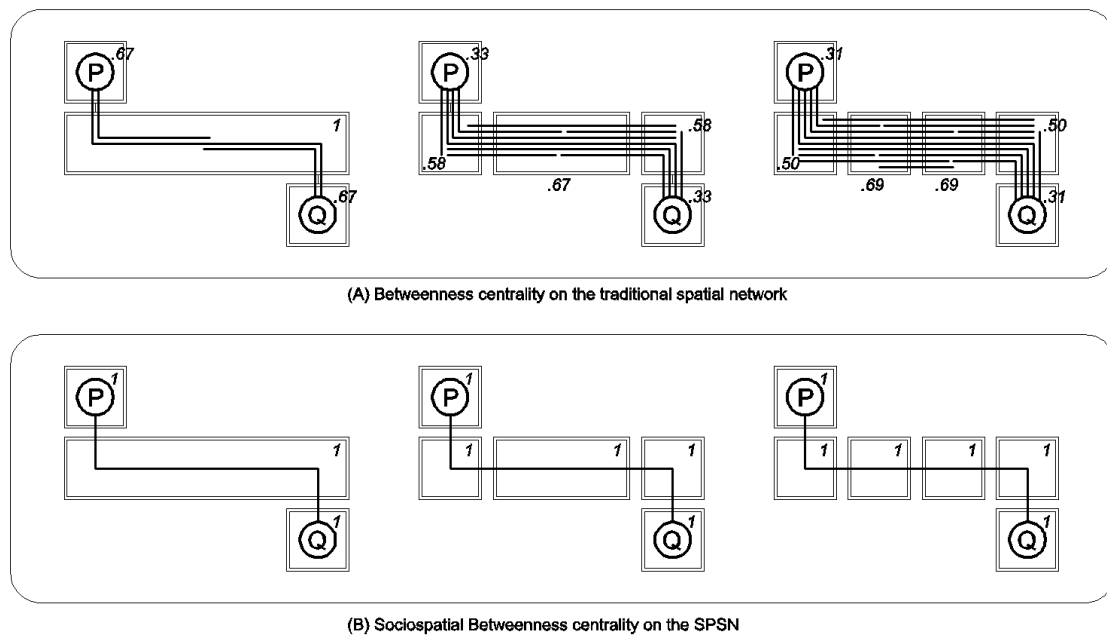 P .67
1
Q .67
P .33
.58
.58
.67
Q .33
P .31
.50
.50
.69 .69
Q .31
(A) Betweenness centrality on the traditional spatial network
P 1
1
Q 1
P 1
1 1 1
Q 1
P 1
1 1 1 1
Q 1
(B) Sociospatial Betweenness centrality on the SPSN